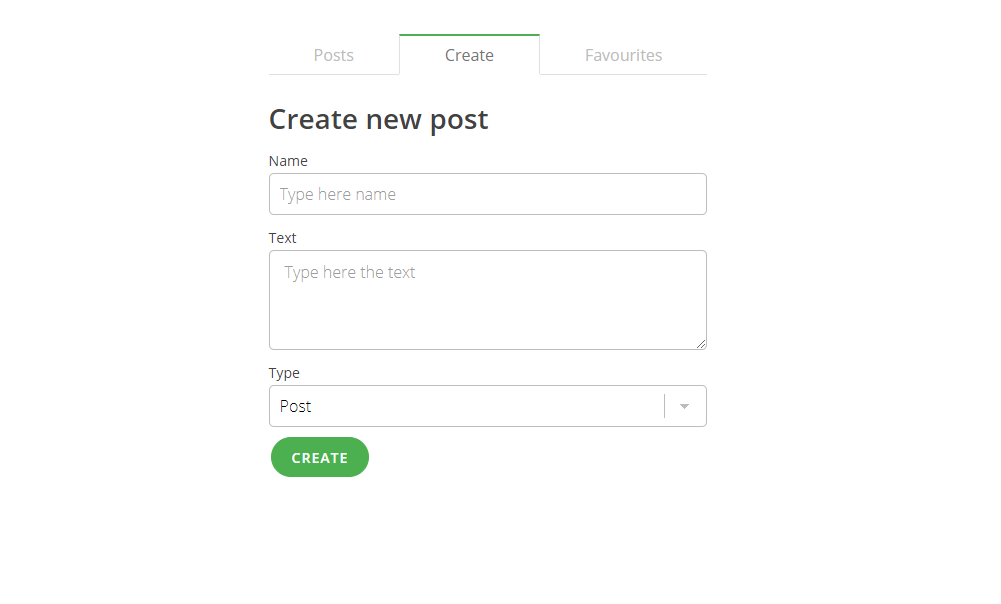 Posts Create Favourites
Create new post
Name
Type here name
Text
Type here the text
Type
Post
CREATE